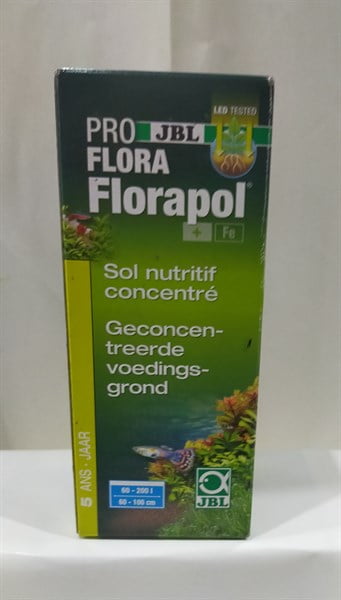 LED TESTED
PRO JBL
FLORA
Florapol®
+ Fe
Sol nutritif
concentré
Geconcen-
treerde
voedings-
grond
5 ANS - JAAR
60 - 200 l
60 - 100 cm
JBL